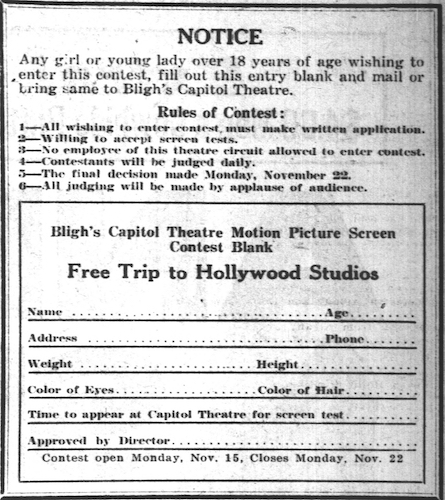 NOTICE
Any girl or young lady over 18 years of age wishing to
enter this contest, fill out this entry blank and mail or
bring same to Bligh's Capitol Theatre.
Rules of Contest:
1—All wishing to enter contest, must make written application.
2—Willing to accept screen tests.
3—No employee of this theatre circuit allowed to enter contest.
4—Contestants will be judged daily.
5—The final decision made Monday, November 22.
6—All judging will be made by applause of audience.
Bligh's Capitol Theatre Motion Picture Screen
Contest Blank
Free Trip to Hollywood Studios
Name ........................... Age.........
Address ........................... Phone.....
Weight ........................ Height...........
Color of Eyes.................. Color of Hair...........
Time to appear at Capitol Theatre for screen test..........
Approved by Director...............................
Contest open Monday, Nov. 15, Closes Monday, Nov. 22